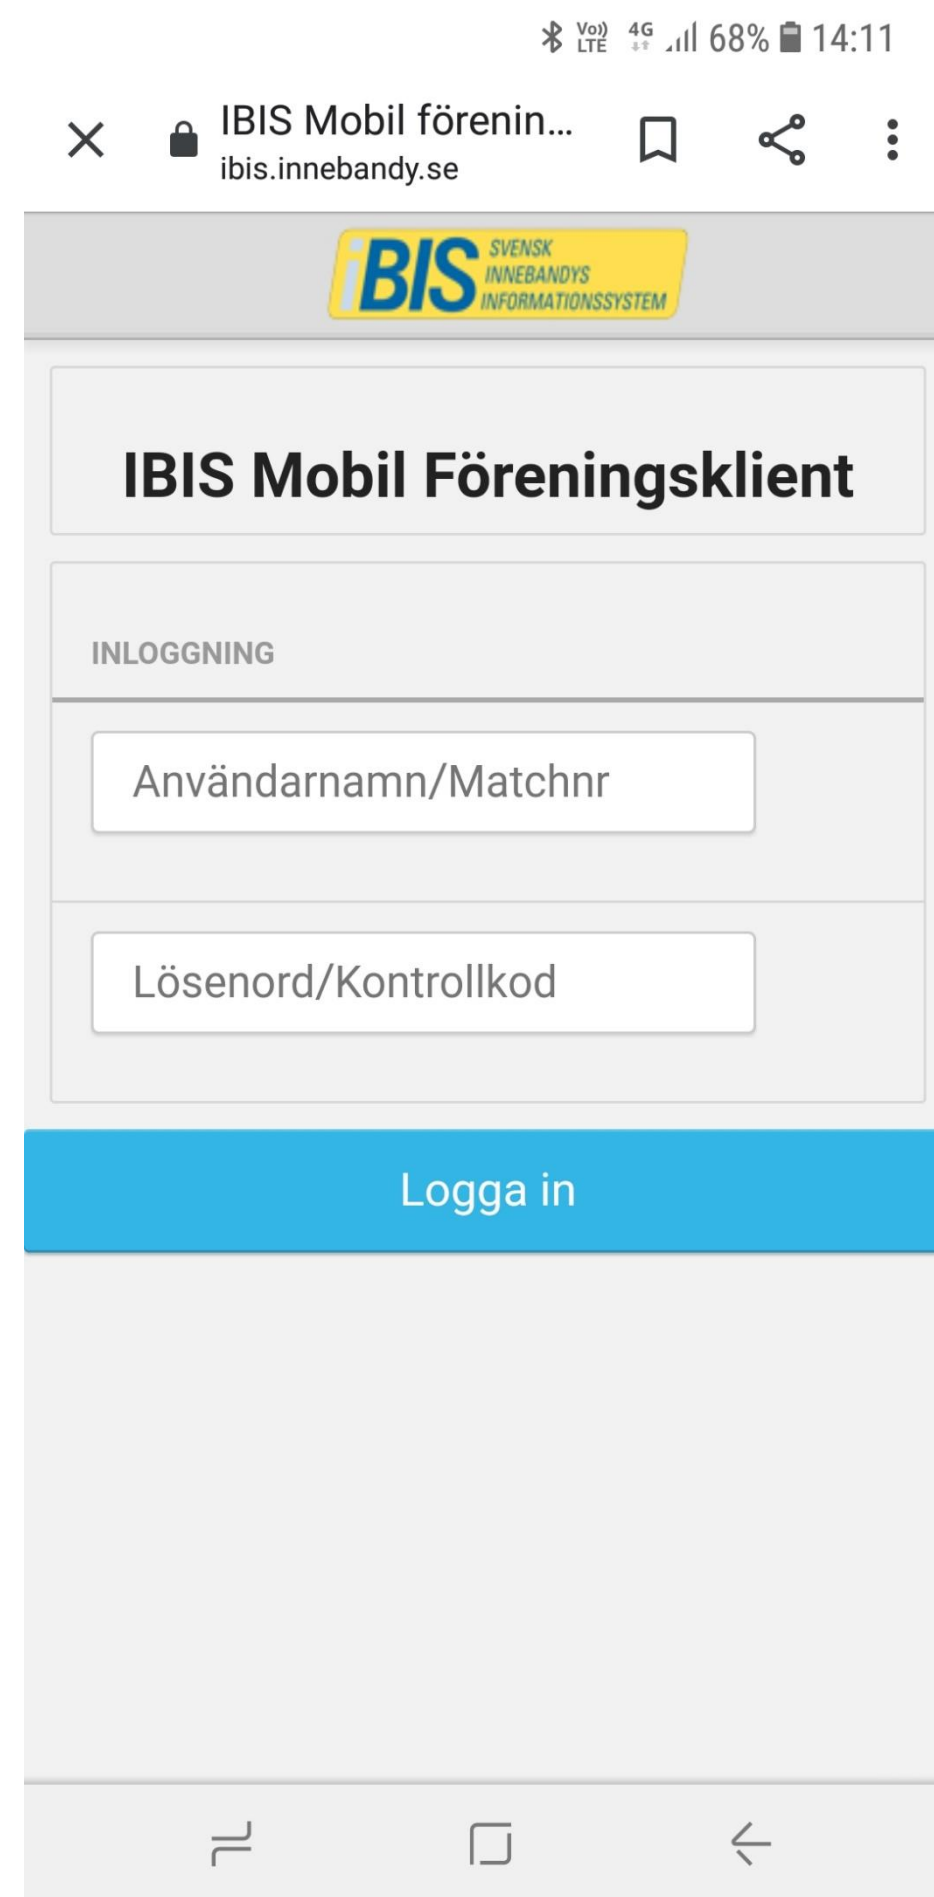 Vo)) LTE 4G 68% 14:11
IBIS Mobil förenin...
ibis.innebandy.se
iBIS
SVENSK
INNEBANDYS
INFORMATIONSSYSTEM
IBIS Mobil Föreningsklient
INLOGGNING
Användarnamn/Matchnr
Lösenord/Kontrollkod
Logga in